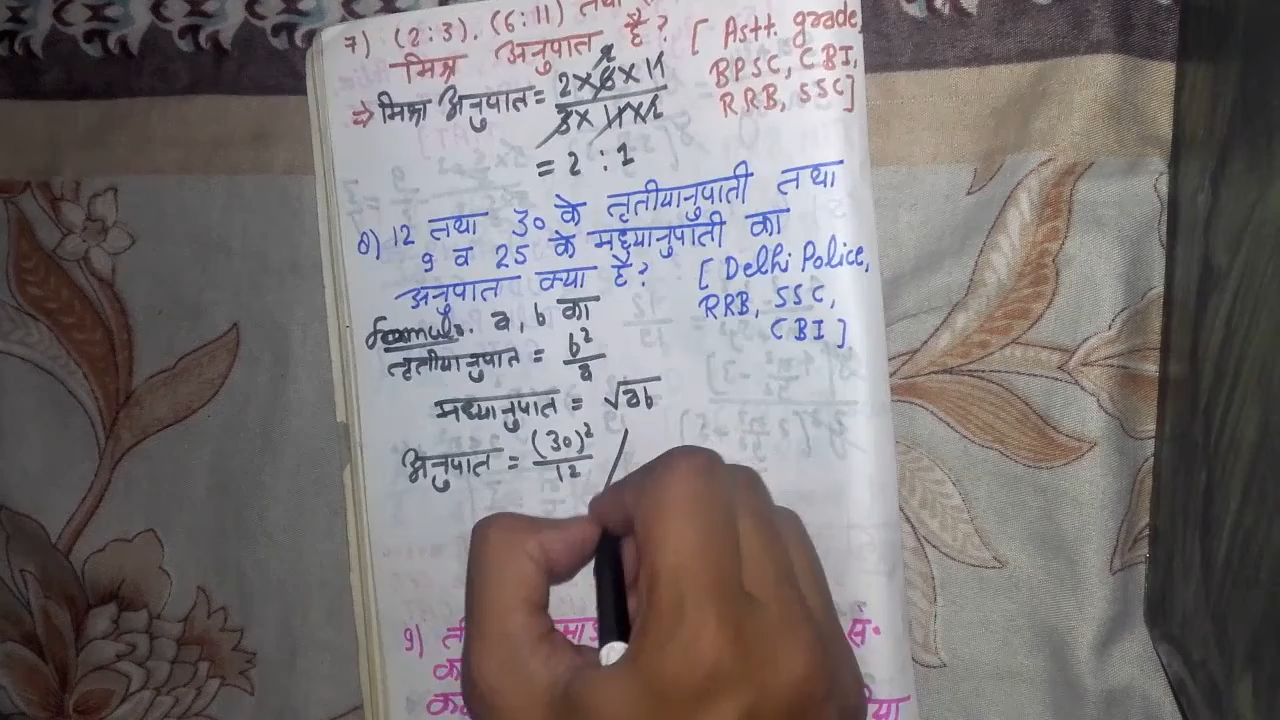 7) (2:3), (6:11) तथा
मिश्र अनुपात है? [Astt. grade,
BPSC, CBI,
RRB, SSC]
⇒ मिश्र अनुपात = 2×6×11 / 3×11×2
= 2 : 1
8) 12 तथा 30 के तृतीयानुपाती तथा
9 व 25 के मध्यानुपाती का
अनुपात क्या है? [Delhi Police,
RRB, SSC,
CBI]
formula. a, b का
तृतीयानुपात = b²/a
मध्यानुपात = √ab
अनुपात = (30)²/12 /
9)